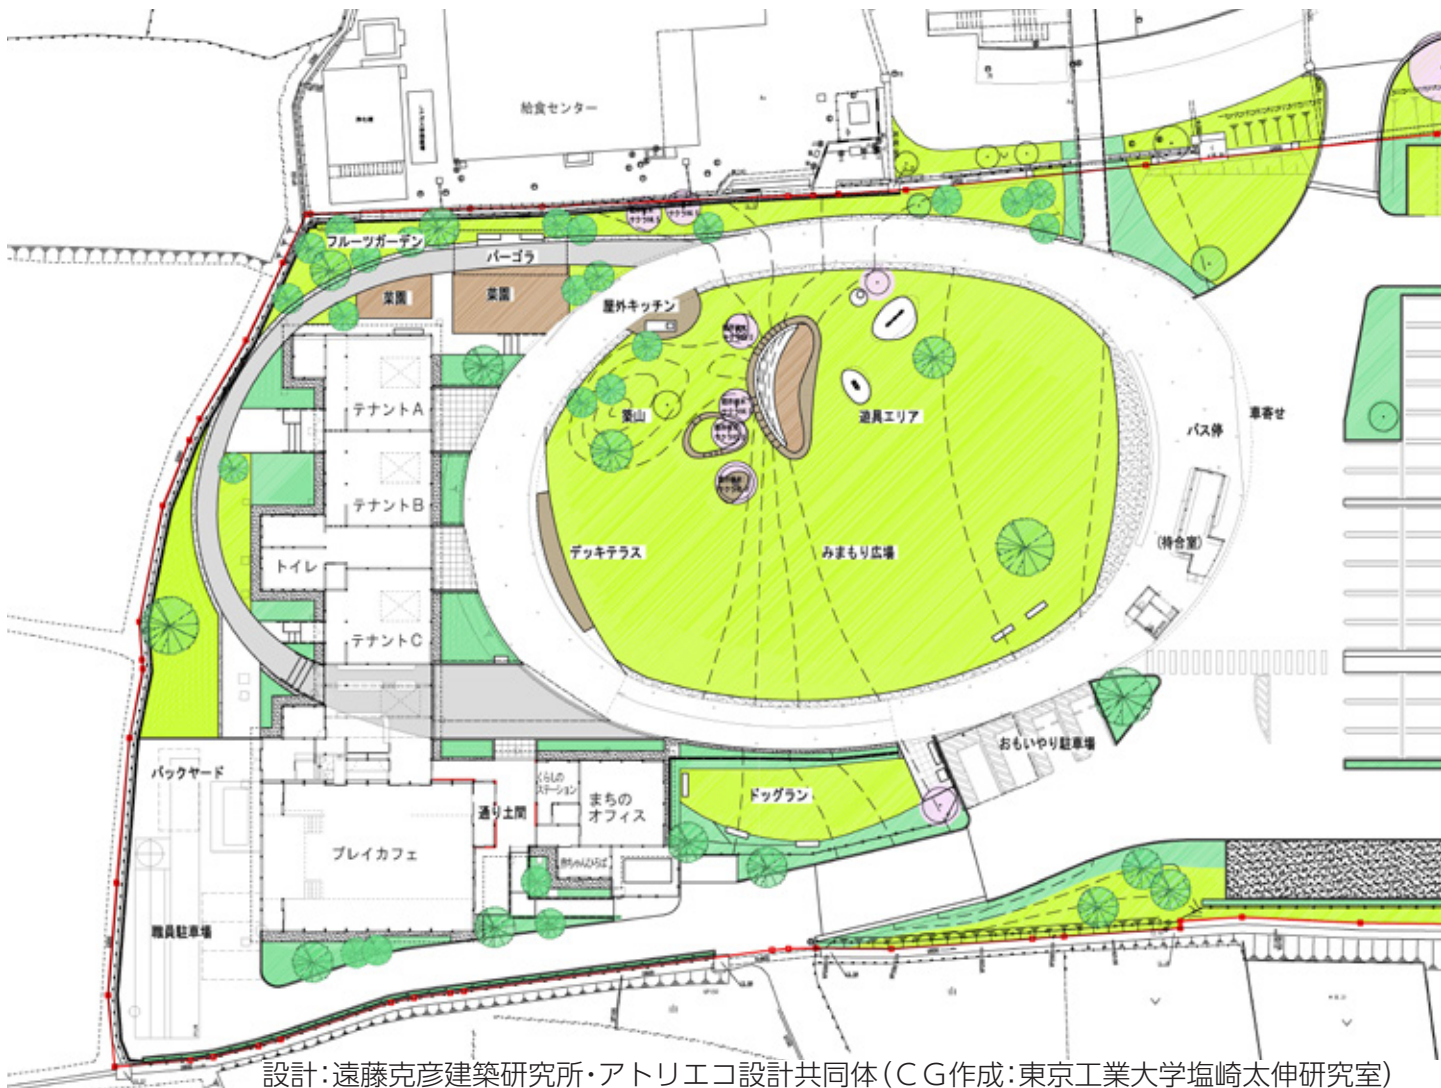 給食センター
フルーツガーデン
パーゴラ
菜園
菜園
屋外キッチン
テナントA
築山
遊具エリア
車寄せ
バス停
テナントB
デッキテラス
みまもり広場
(待合室)
トイレ
テナントC
おもいやり駐車場
バックヤード
くらしの
ステーション
まちの
オフィス
ドッグラン
通り土間
プレイカフェ
赤ちゃんひろば
職員駐車場
設計:遠藤克彦建築研究所・アトリエコ設計共同体(CG作成:東京工業大学塩崎太伸研究室)